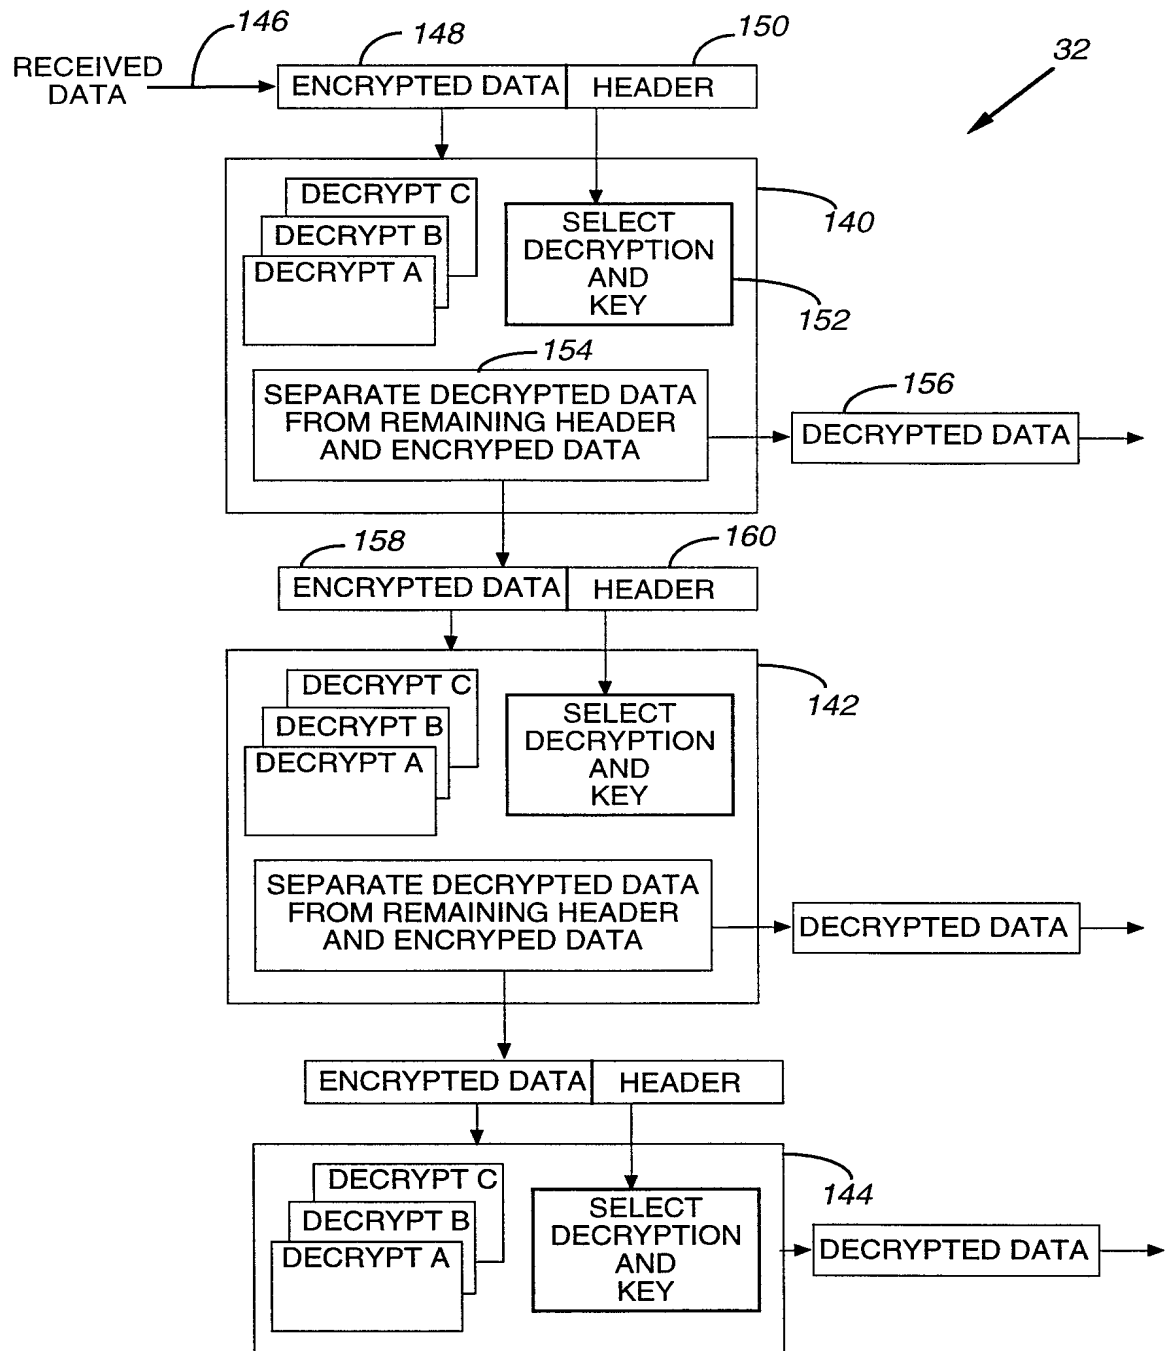 146
148
150
32
RECEIVED
DATA
ENCRYPTED DATA
HEADER
DECRYPT C
DECRYPT B
DECRYPT A
SELECT
DECRYPTION
AND
KEY
140
152
154
SEPARATE DECRYPTED DATA
FROM REMAINING HEADER
AND ENCRYPED DATA
156
DECRYPTED DATA
158
160
ENCRYPTED DATA
HEADER
DECRYPT C
DECRYPT B
DECRYPT A
SELECT
DECRYPTION
AND
KEY
142
SEPARATE DECRYPTED DATA
FROM REMAINING HEADER
AND ENCRYPED DATA
DECRYPTED DATA
ENCRYPTED DATA
HEADER
DECRYPT C
DECRYPT B
DECRYPT A
SELECT
DECRYPTION
AND
KEY
144
DECRYPTED DATA